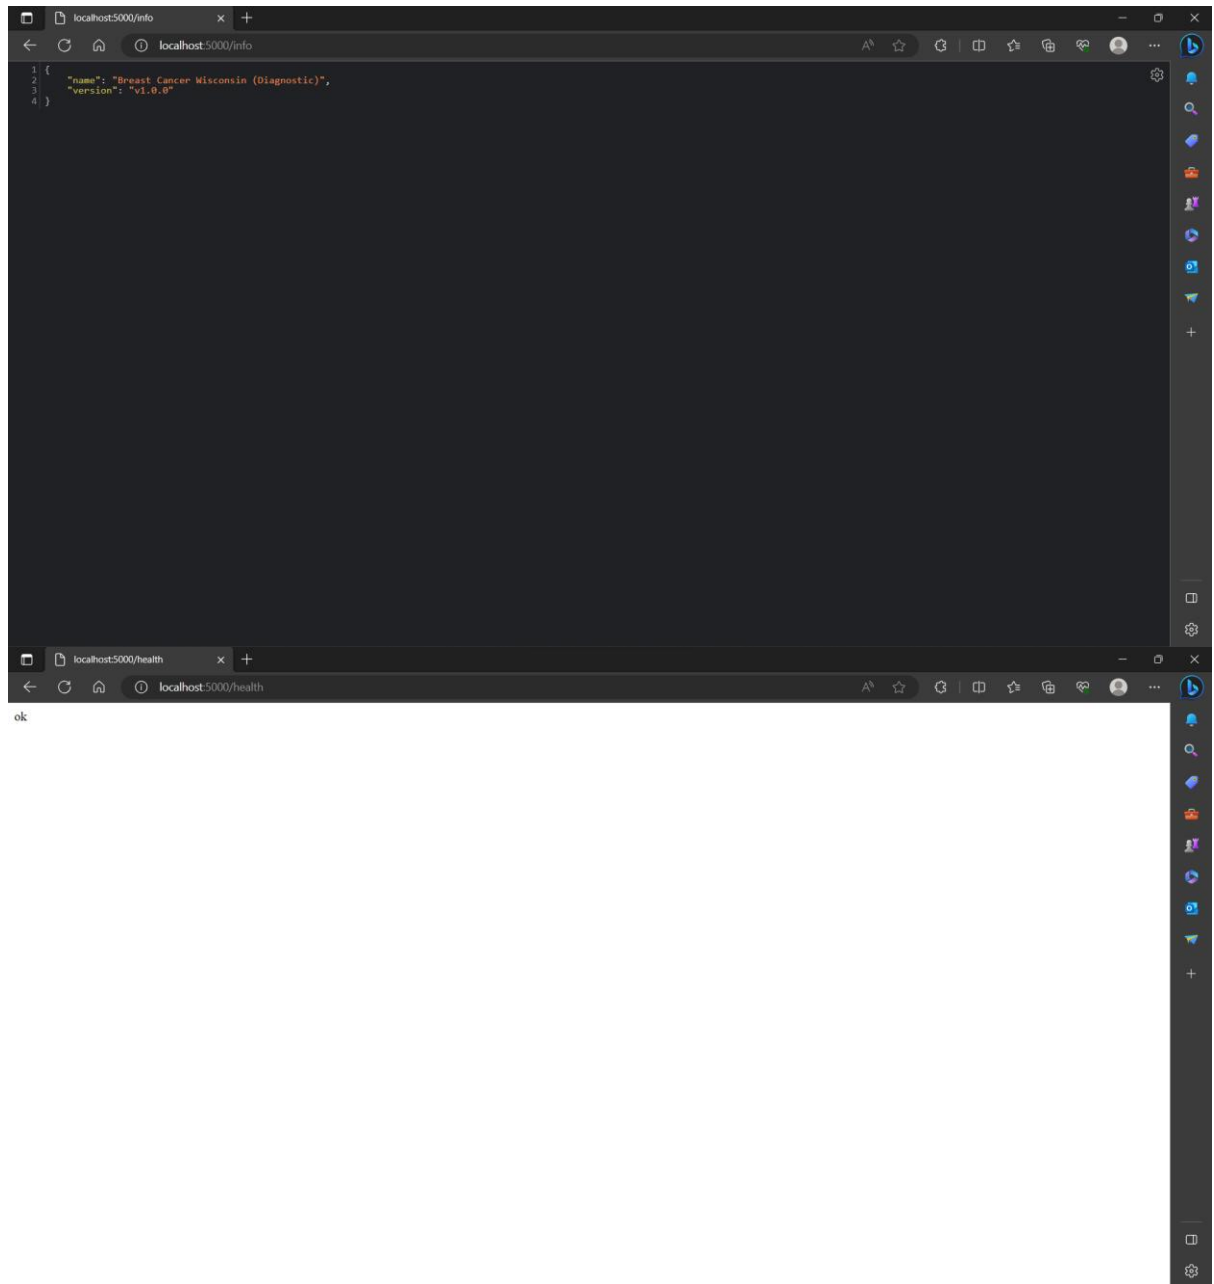 localhost:5000/info
localhost:5000/info
1 {
2 "name": "Breast Cancer Wisconsin (Diagnostic)",
3 "version": "v1.0.0"
4 }
localhost:5000/health
localhost:5000/health
ok